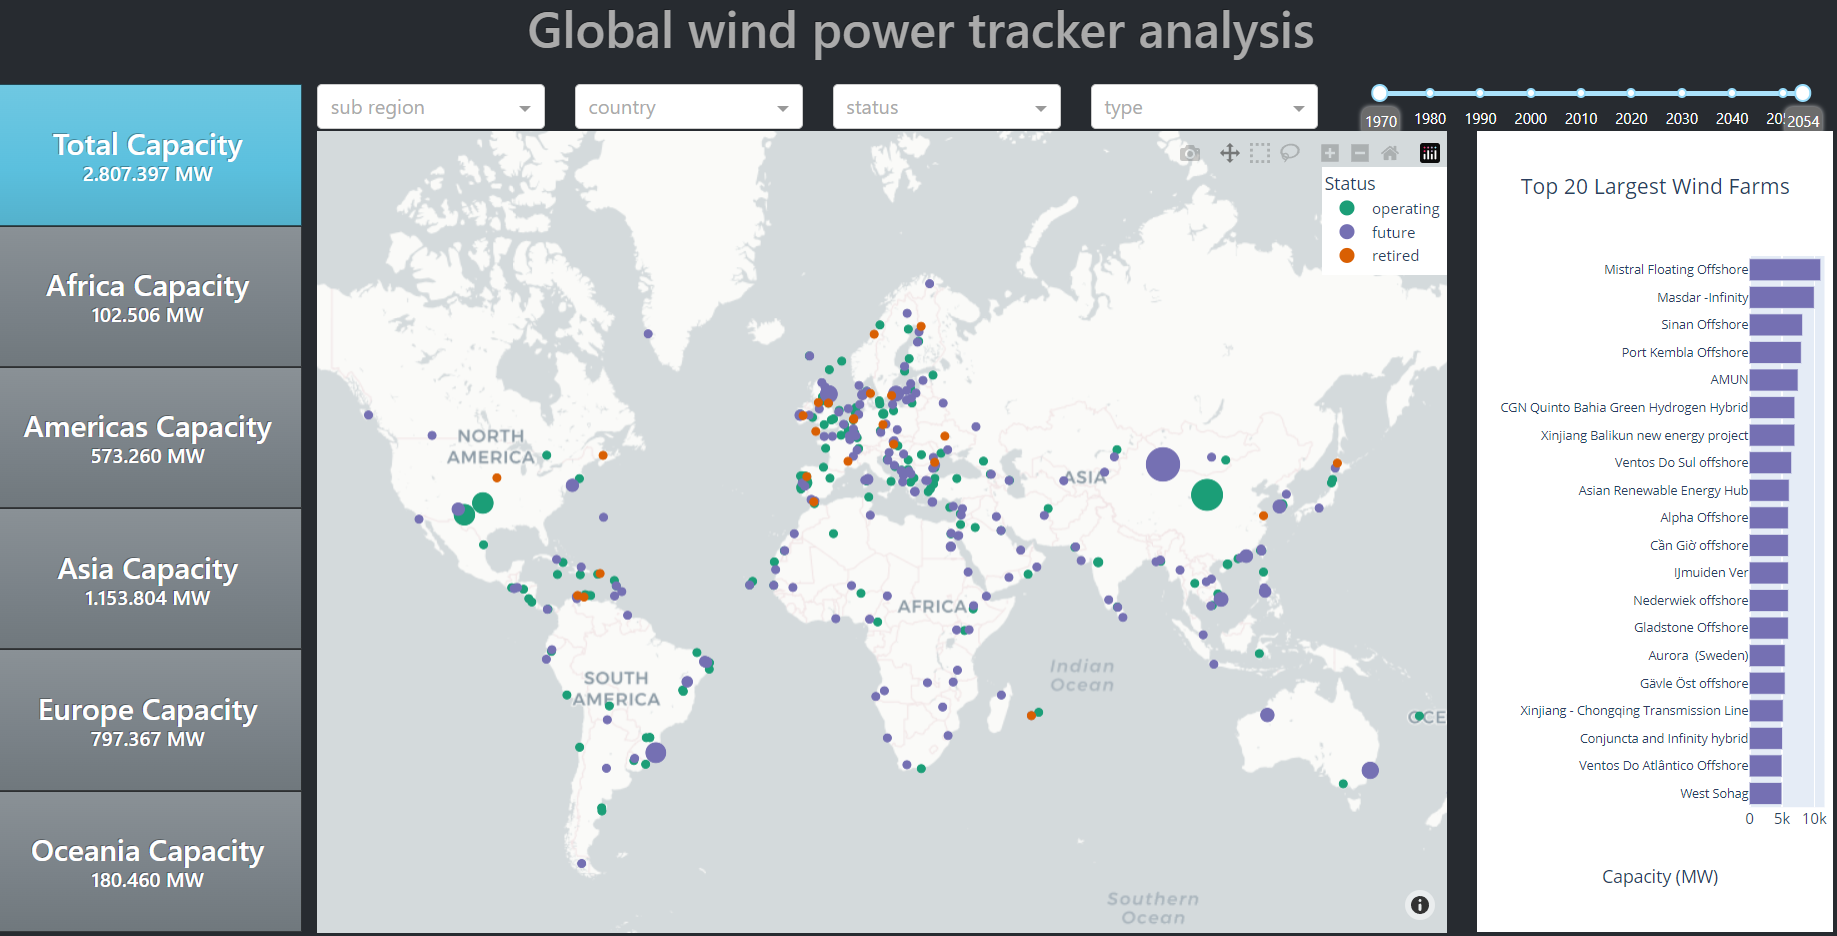 Global wind power tracker analysis
Total Capacity
2.807.397 MW
Africa Capacity
102.506 MW
Americas Capacity
573.260 MW
Asia Capacity
1.153.804 MW
Europe Capacity
797.367 MW
Oceania Capacity
180.460 MW
sub region
country
status
type
1970
1980
1990
2000
2010
2020
2030
2040
2054
Status
operating
future
retired
NORTH
AMERICA
SOUTH
AMERICA
AFRICA
ASIA
Indian
Ocean
Southern
Ocean
Top 20 Largest Wind Farms
Mistral Floating Offshore
Masdar -Infinity
Sinan Offshore
Port Kembla Offshore
AMUN
CGN Quinto Bahia Green Hydrogen Hybrid
Xinjiang Balikun new energy project
Ventos Do Sul offshore
Asian Renewable Energy Hub
Alpha Offshore
Cần Giờ offshore
IJmuiden Ver
Nederwiek offshore
Gladstone Offshore
Aurora (Sweden)
Gävle Öst offshore
Xinjiang - Chongqing Transmission Line
Conjuncta and Infinity hybrid
Ventos Do Atlântico Offshore
West Sohag
0 5k 10k
Capacity (MW)